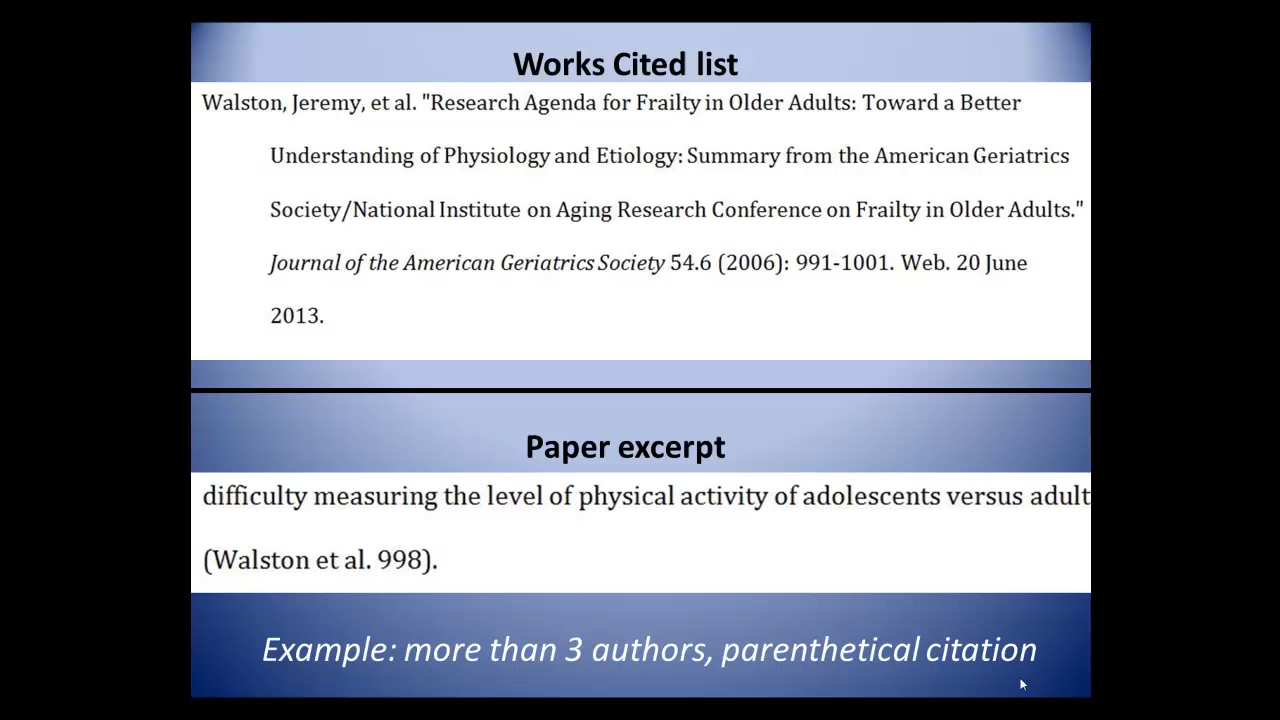 Works Cited list
Walston, Jeremy, et al. "Research Agenda for Frailty in Older Adults: Toward a Better
Understanding of Physiology and Etiology: Summary from the American Geriatrics
Society/National Institute on Aging Research Conference on Frailty in Older Adults."
Journal of the American Geriatrics Society 54.6 (2006): 991-1001. Web. 20 June
2013.
Paper excerpt
difficulty measuring the level of physical activity of adolescents versus adult
(Walston et al. 998).
Example: more than 3 authors, parenthetical citation